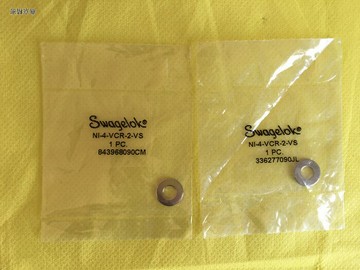 Swagelok®
NI-4-VCR-2-VS
1 PC.
843968090CM
Swagelok®
NI-4-VCR-2-VS
1 PC.
336277090JL